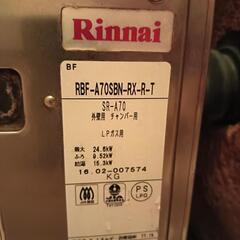 Rinnai
BF
RBF-A70SBN-RX-R-T
SR-A70
外壁用 チャンバー用
LPガス用
最大 24.6kW
ふろ 9.52kW
給湯 15.3kW
16.02-007574
KG
PS
LPG